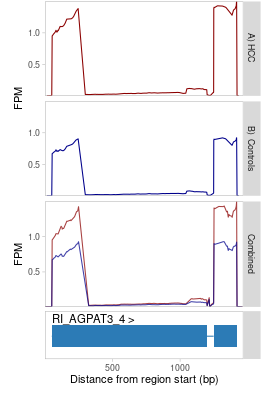 1.0
0.5
A) HCC
FPM
1.0
0.5
B) Controls
1.0
0.5
Combined
FPM
RI_AGPAT3_4 >
500
1000
Distance from region start (bp)